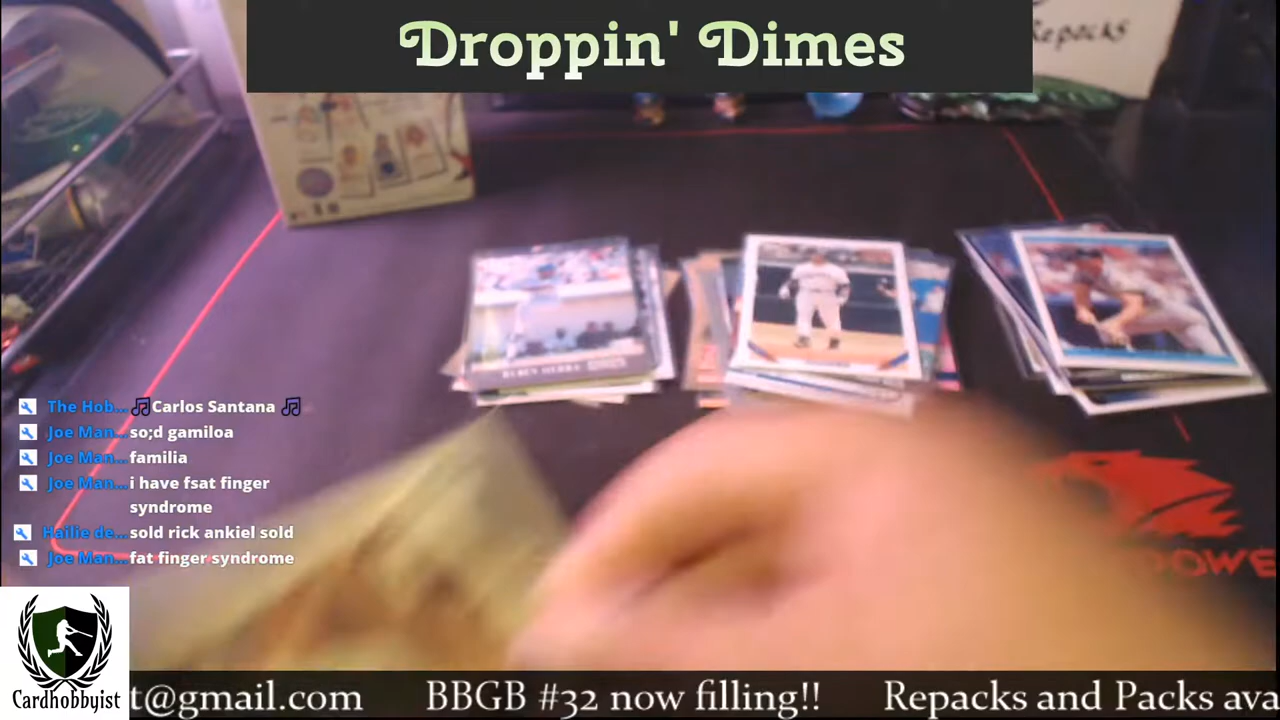 Droppin' Dimes
Repacks
The Hob...🎵Carlos Santana 🎵
Joe Man...so;d gamiloa
Joe Man...familia
Joe Man...i have fsat finger
syndrome
Hailie de...sold rick ankiel sold
Joe Man...fat finger syndrome
POWE
Cardhobbyist
t@gmail.com BBGB #32 now filling!! Repacks and Packs ava